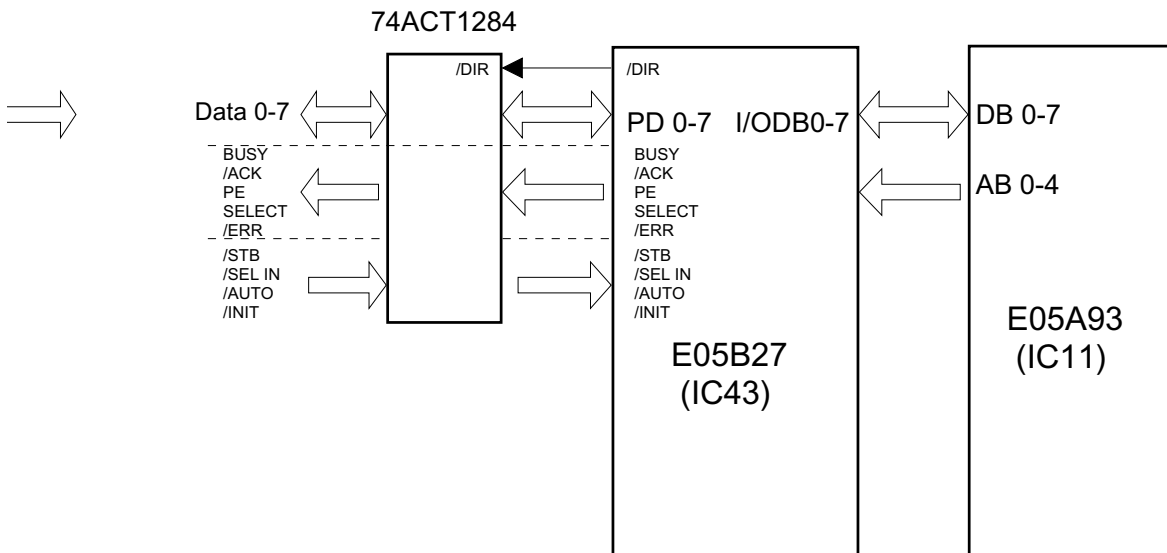 74ACT1284
/DIR
/DIR
Data 0-7
PD 0-7
I/ODB0-7
DB 0-7
BUSY
/ACK
PE
SELECT
/ERR
BUSY
/ACK
PE
SELECT
/ERR
AB 0-4
/STB
/SEL IN
/AUTO
/INIT
/STB
/SEL IN
/AUTO
/INIT
E05B27
(IC43)
E05A93
(IC11)